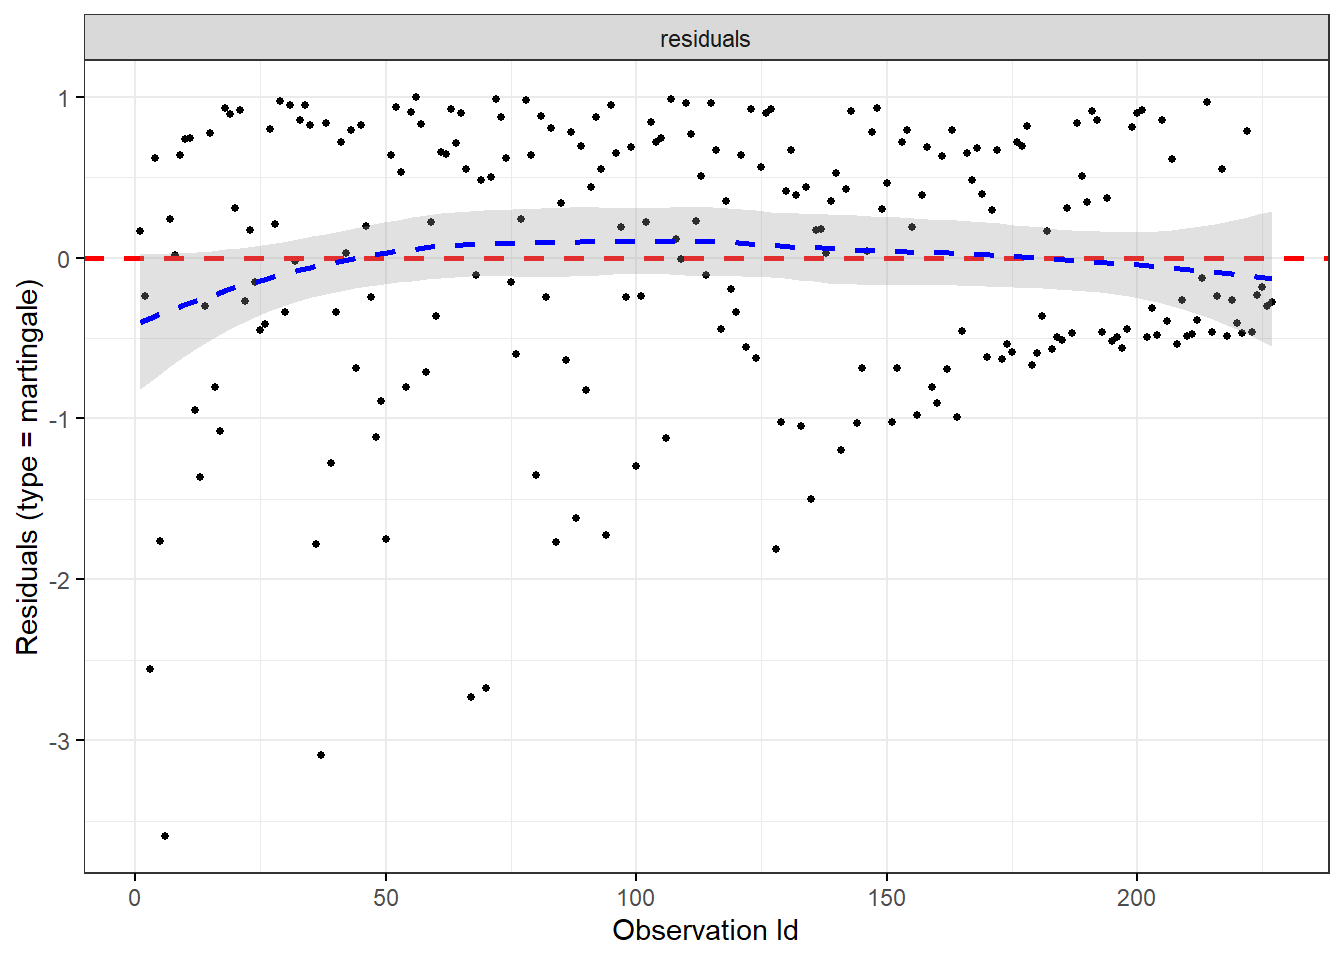 residuals
Residuals (type = martingale)
1
0
-1
-2
-3
0 50 100 150 200
Observation Id